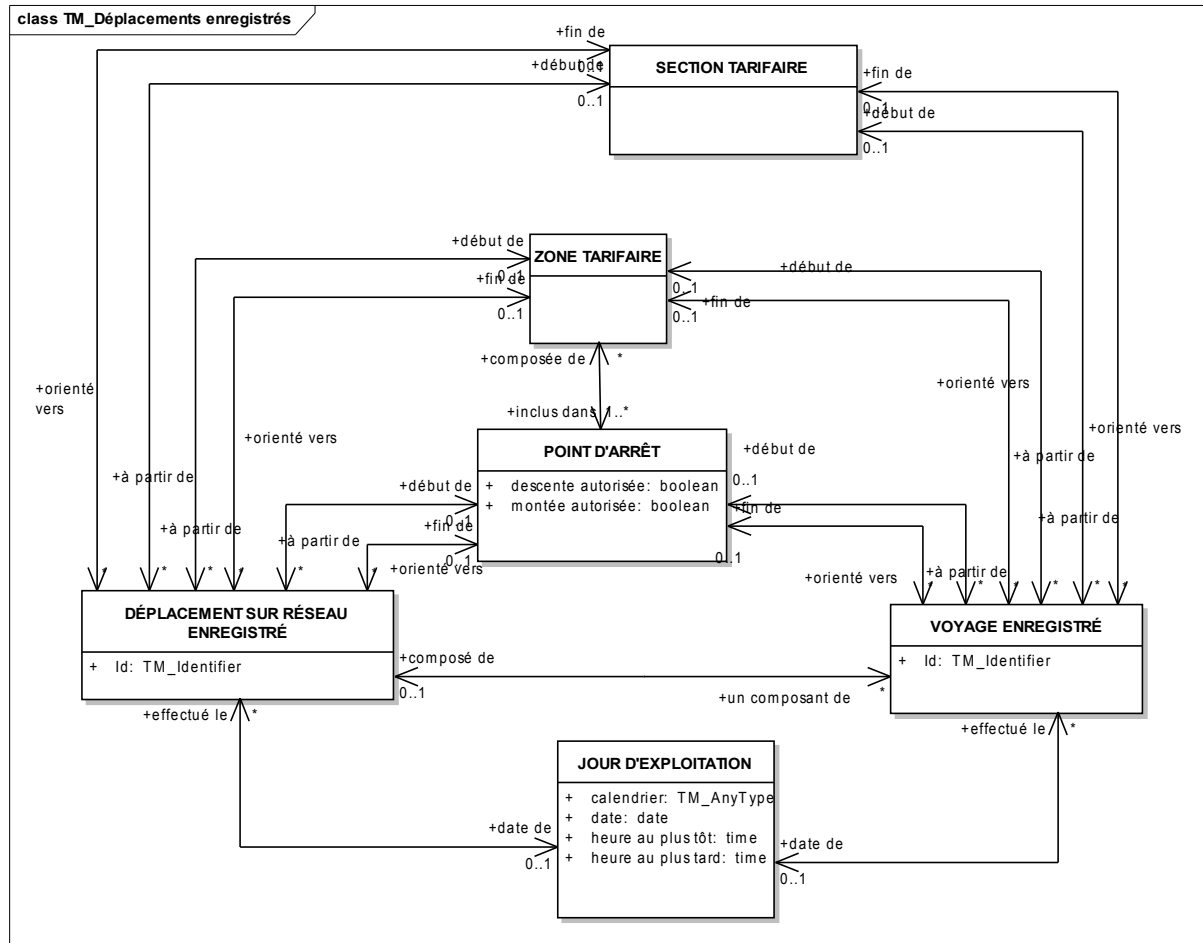 class TM_Déplacements enregistrés
+fin de
0..1
+début de
0..1
SECTION TARIFAIRE
+fin de
0..1
+début de
0..1
+début de
0..1
+fin de
0..1
ZONE TARIFAIRE
+début de
0..1
+fin de
0..1
+composée de
*
+orienté
vers
+orienté vers
+orienté vers
+orienté vers
+inclus dans
1..*
POINT D'ARRÊT
+ descente autorisée: boolean
+ montée autorisée: boolean
+début de
0..1
+fin de
0..1
+début de
0..1
+fin de
0..1
+à partir de
+à partir de
+à partir de
+orienté vers
+à partir de
+à partir de
+orienté vers
+à partir de
*
*
*
*
*
*
*
*
*
*
*
*
DÉPLACEMENT SUR RÉSEAU
ENREGISTRÉ
+ Id: TM_Identifier
VOYAGE ENREGISTRÉ
+ Id: TM_Identifier
+composé de
0..1
+un composant de
*
+effectué le
*
+effectué le
*
JOUR D'EXPLOITATION
+ calendrier: TM_AnyType
+ date: date
+ heure au plus tôt: time
+ heure au plus tard: time
+date de
0..1
+date de
0..1